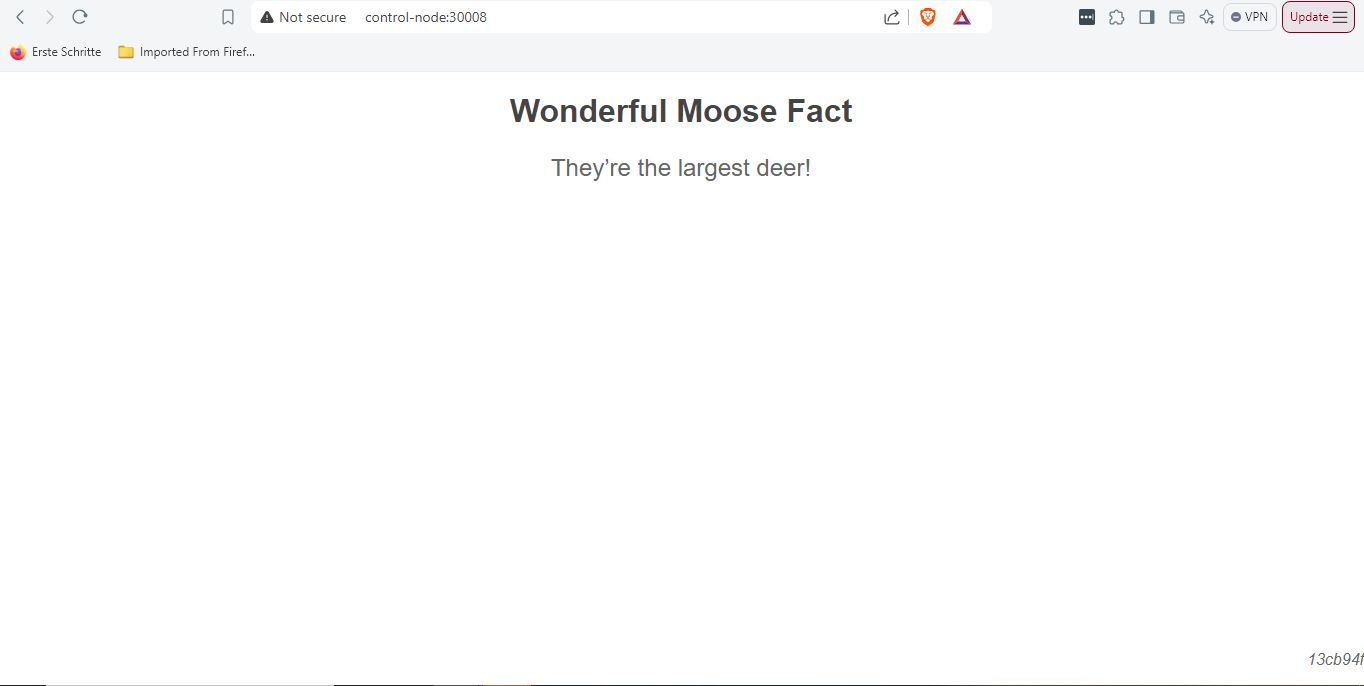 Not secure control-node:30008
VPN
Update
Erste Schritte
Imported From Firef...
Wonderful Moose Fact
They’re the largest deer!
13cb94f